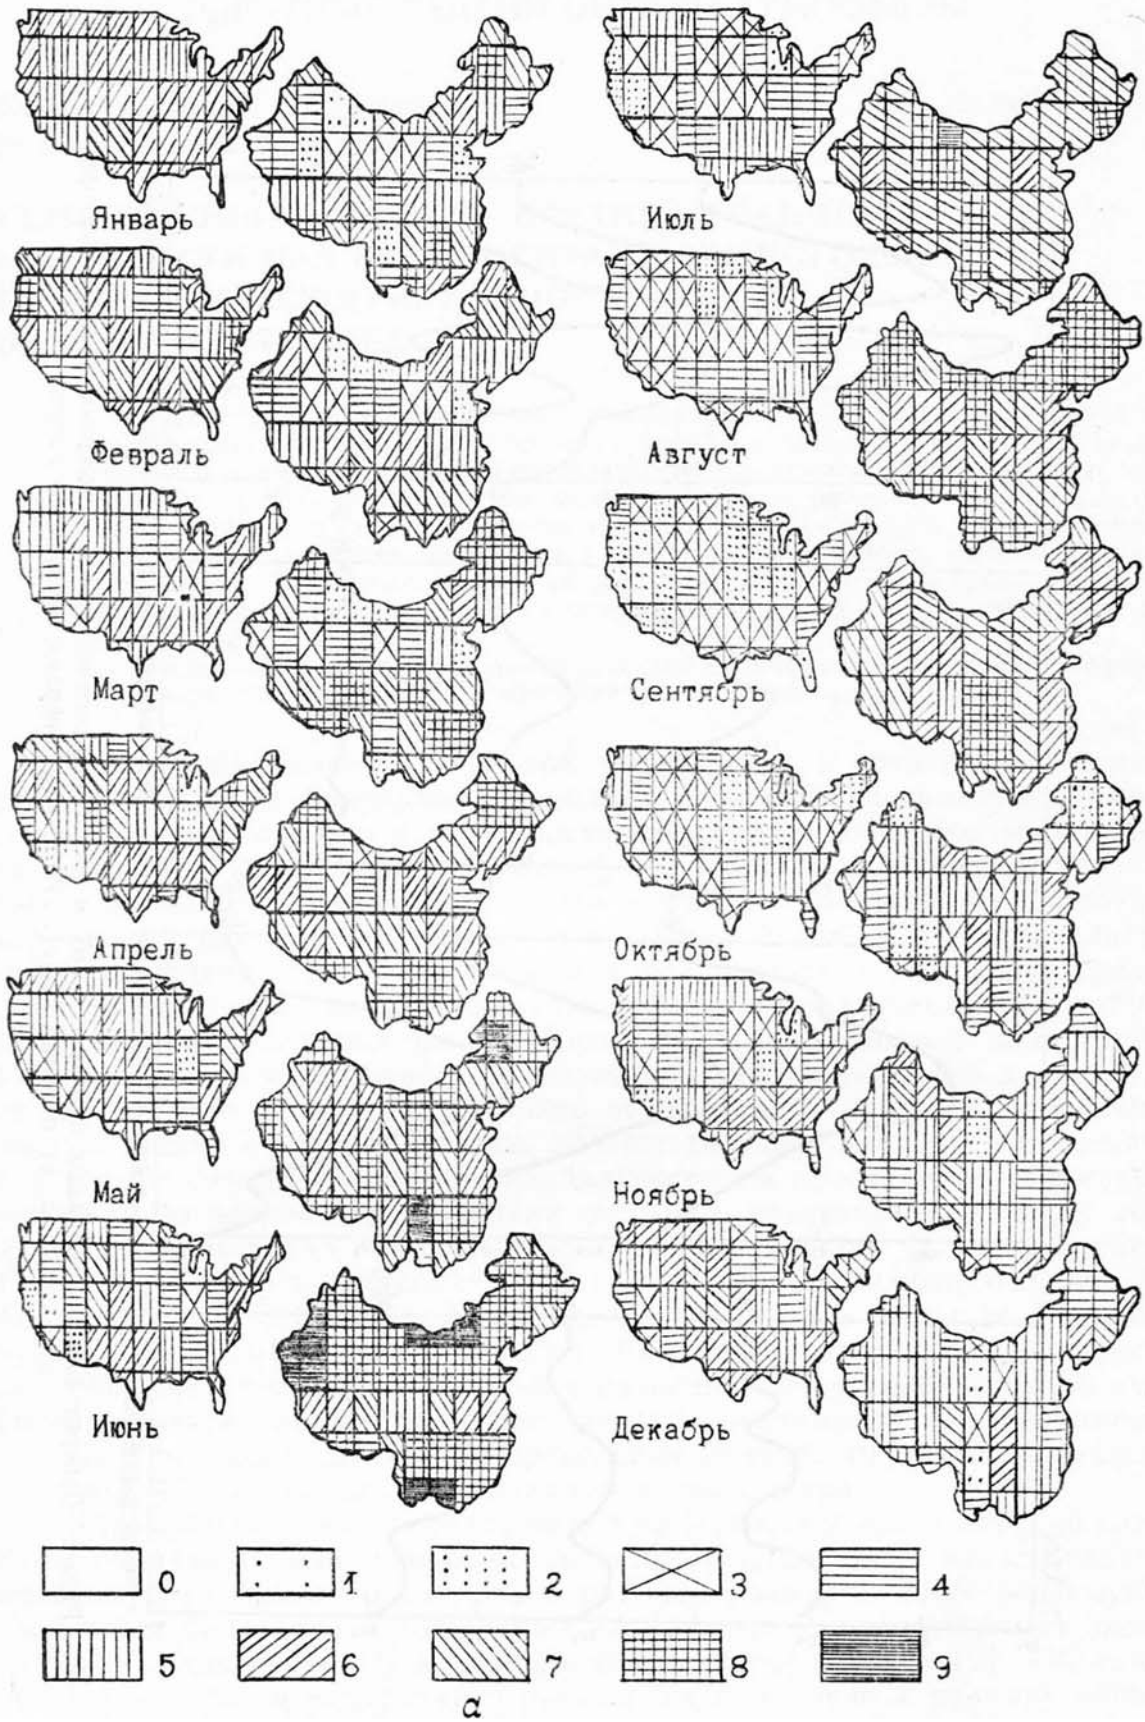 Январь
Июль
Февраль
Август
Март
Сентябрь
Апрель
Октябрь
Май
Ноябрь
Июнь
Декабрь
0 1 2 3 4
5 6 7 8 9
а